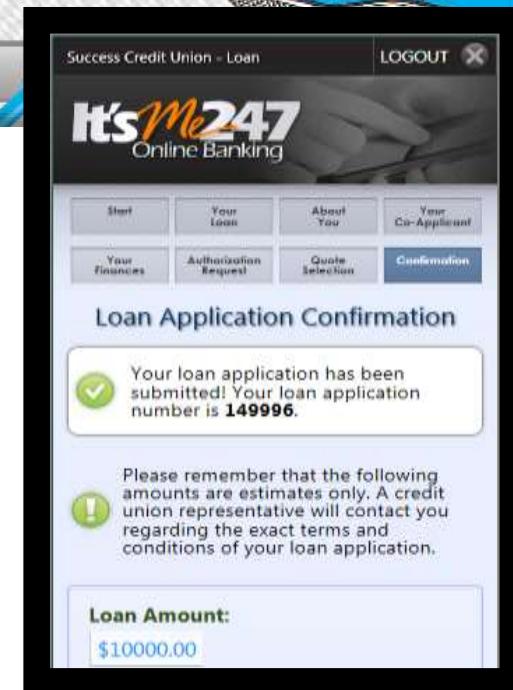 Success Credit Union - Loan
LOGOUT
It's Me 247
Online Banking
Start
Your
Loan
About
You
Your
Co-Applicant
Your
Finances
Authorization
Request
Quote
Selection
Confirmation
Loan Application Confirmation
Your loan application has been
submitted! Your loan application
number is 149996.
Please remember that the following
amounts are estimates only. A credit
union representative will contact you
regarding the exact terms and
conditions of your loan application.
Loan Amount:
$10000.00